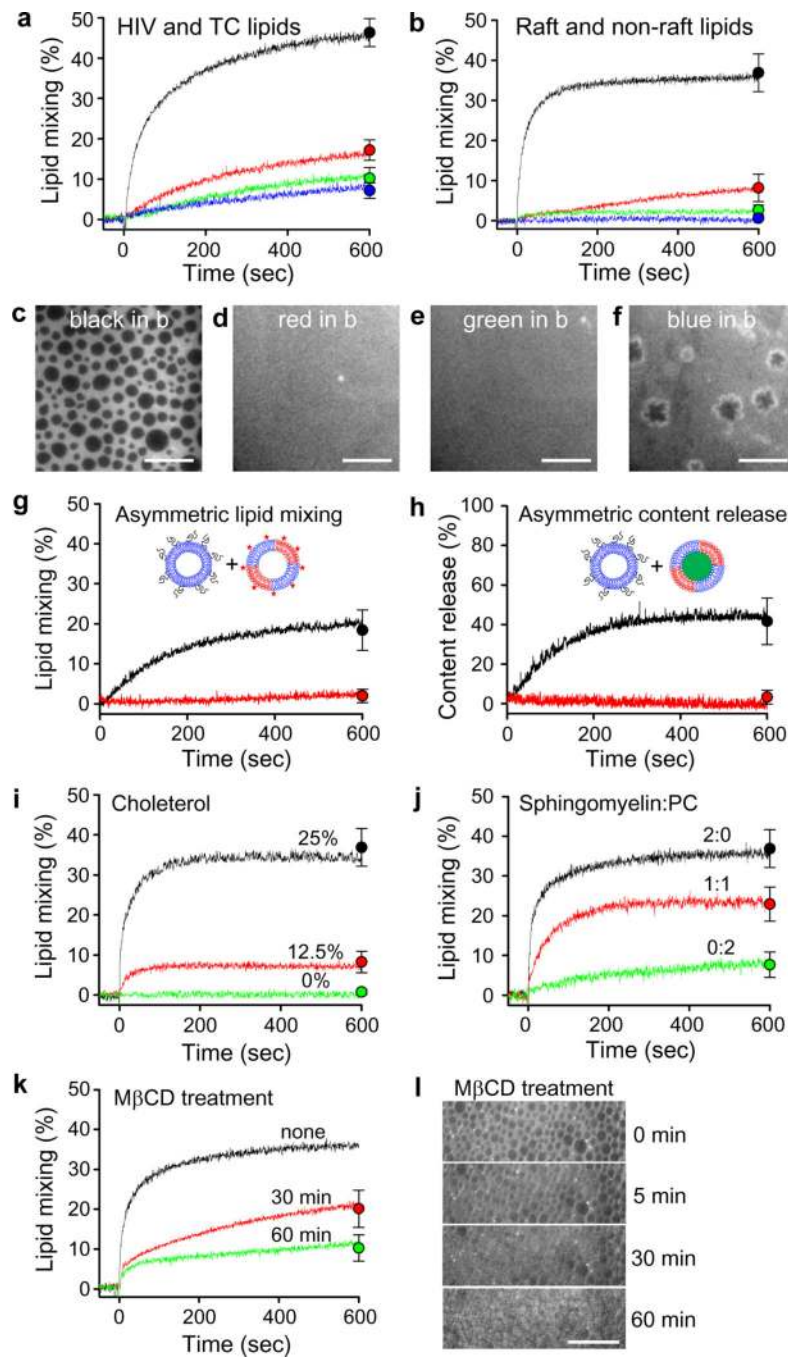 a HIV and TC lipids
Lipid mixing (%)
50
40
30
20
10
0
0 200 400 600
Time (sec)
b Raft and non-raft lipids
Lipid mixing (%)
50
40
30
20
10
0
0 200 400 600
Time (sec)
c black in b
d red in b
e green in b
f blue in b
g Asymmetric lipid mixing
+
Lipid mixing (%)
50
40
30
20
10
0
0 200 400 600
Time (sec)
h Asymmetric content release
+
Content release (%)
100
80
60
40
20
0
0 200 400 600
Time (sec)
i Choleterol
Lipid mixing (%)
50
40
30
20
10
0
25%
12.5%
0%
0 200 400 600
Time (sec)
j Sphingomyelin:PC
Lipid mixing (%)
50
40
30
20
10
0
2:0
1:1
0:2
0 200 400 600
Time (sec)
k MβCD treatment
Lipid mixing (%)
50
40
30
20
10
0
none
30 min
60 min
0 200 400 600
Time (sec)
l MβCD treatment
0 min
5 min
30 min
60 min